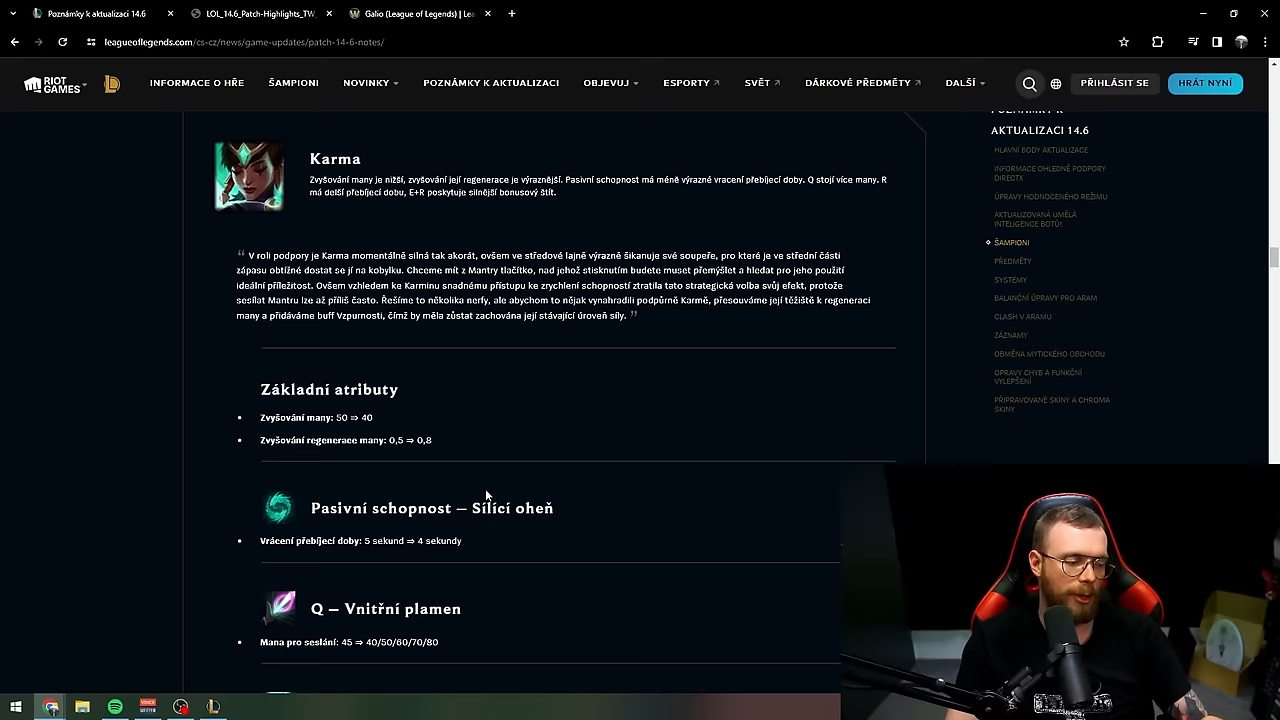 Poznámky k aktualizaci 14.6
LOL_14.6_Patch-Highlights_TW_
Galio (League of Legends) | Lea
leagueoflegends.com/cs-cz/news/game-updates/patch-14-6-notes/
RIOT GAMES
INFORMACE O HŘE
ŠAMPIONI
NOVINKY
POZNÁMKY K AKTUALIZACI
OBJEVUJ
ESPORTY
SVĚT
DÁRKOVÉ PŘEDMĚTY
DALŠÍ
PŘIHLÁSIT SE
HRÁT NYNÍ
Karma
Zvyšování many je nižší, zvyšování její regenerace je výraznější. Pasivní schopnost má méně výrazné vracení přebíjecí doby. Q stojí více many. R
má delší přebíjecí dobu, E+R poskytuje silnější bonusový štít.
“ V roli podpory je Karma momentálně silná tak akorát, ovšem ve středové lajně výrazně šikanuje své soupeře, pro které je ve střední části
zápasu obtížné dostat se jí na kobylku. Chceme mít z Mantry tlačítko, nad jehož stisknutím budete muset přemýšlet a hledat pro jeho použití
ideální příležitost, ovšem vzhledem ke Karminu snadnému přístupu ke zrychlení schopností ztratila tato strategická volba svůj efekt, protože
sesílat Mantru lze až příliš často. Řešíme to několika nerfy, ale abychom to nějak vynahradili podpůrné Karmě, přesouváme její těžiště k regeneraci
many a přidáváme buff Vzpurnosti, čímž by měla zůstat zachována její stávající úroveň síly. ”
Základní atributy
Zvyšování many: 50 ⇒ 40
Zvyšování regenerace many: 0,5 ⇒ 0,8
Pasivní schopnost – Sílící oheň
Vrácení přebíjecí doby: 5 sekund ⇒ 4 sekundy
Q – Vnitřní plamen
Mana pro seslání: 45 ⇒ 40/50/60/70/80
AKTUALIZACI 14.6
HLAVNÍ BODY AKTUALIZACE
INFORMACE OHLEDNĚ PODPORY
DIRECTX
ÚPRAVY HODNOCENÉHO REŽIMU
AKTUALIZOVANÁ UMĚLÁ
INTELIGENCE BOTŮ!
ŠAMPIONI
PŘEDMĚTY
SYSTÉMY
BALANČNÍ ÚPRAVY PRO ARAM
CLASH V ARAMU
ZÁZNAMY
OBMĚNA MYTICKÉHO OBCHODU
OPRAVY CHYB A FUNKČNÍ
VYLEPŠENÍ
PŘIPRAVOVANÉ SKINY A CHROMA
SKINY